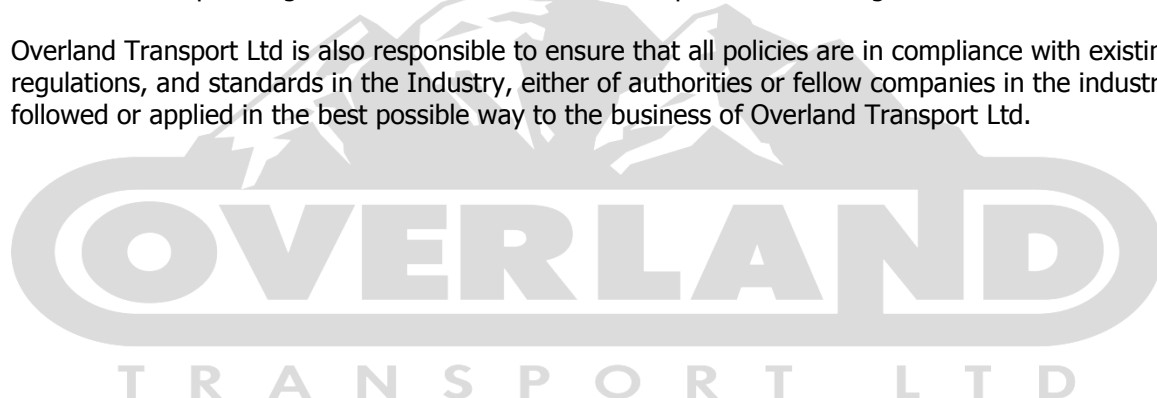 Overland Transport Ltd is also responsible to ensure that all policies are in compliance with
regulations, and standards in the Industry, either of authorities or fellow companies in the
followed or applied in the best possible way to the business of Overland Transport Ltd.
OVERLAND
TRANSPORT LTD